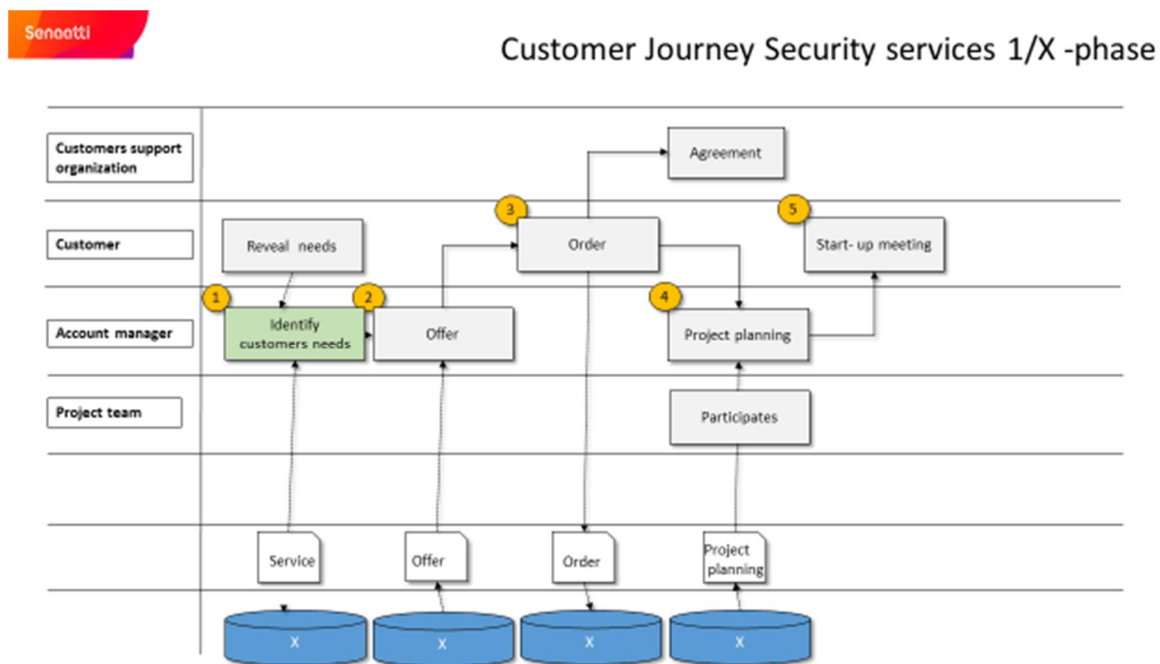 Senaatti
Customer Journey Security services 1/X -phase
Customers support
organization
Agreement
3
5
Customer
Reveal needs
Order
Start- up meeting
1
2
4
Account manager
Identify
customers needs
Offer
Project planning
Project team
Participates
Service
Offer
Order
Project
planning
X
X
X
X